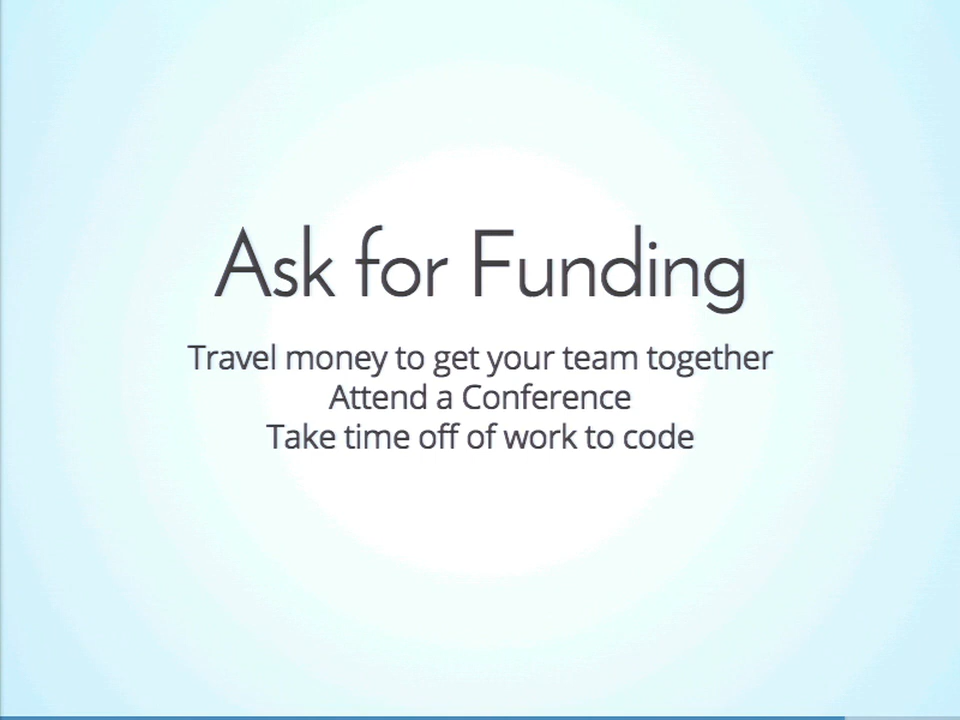 Ask for Funding
Travel money to get your team together
Attend a Conference
Take time off of work to code